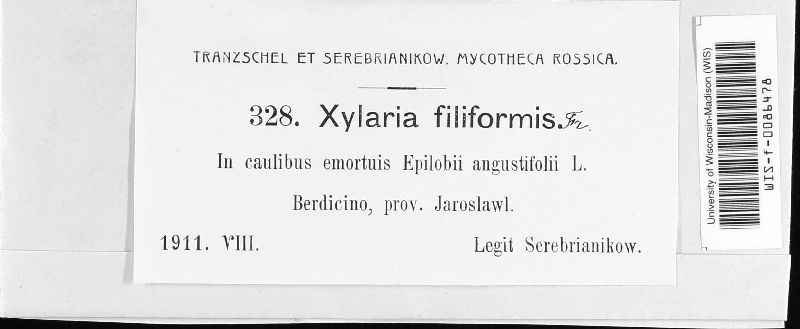 TRANZSCHEL ET SEREBRIANIKOW. MYCOTHECA ROSSICA.
328. Xylaria filiformis. Fr.
In caulibus emortuis Epilobii angustifolii L.
Berdicino, prov. Jaroslawl.
1911. VIII. Legit Serebrianikow.
University of Wisconsin-Madison (WIS)
WIS-f-0086478